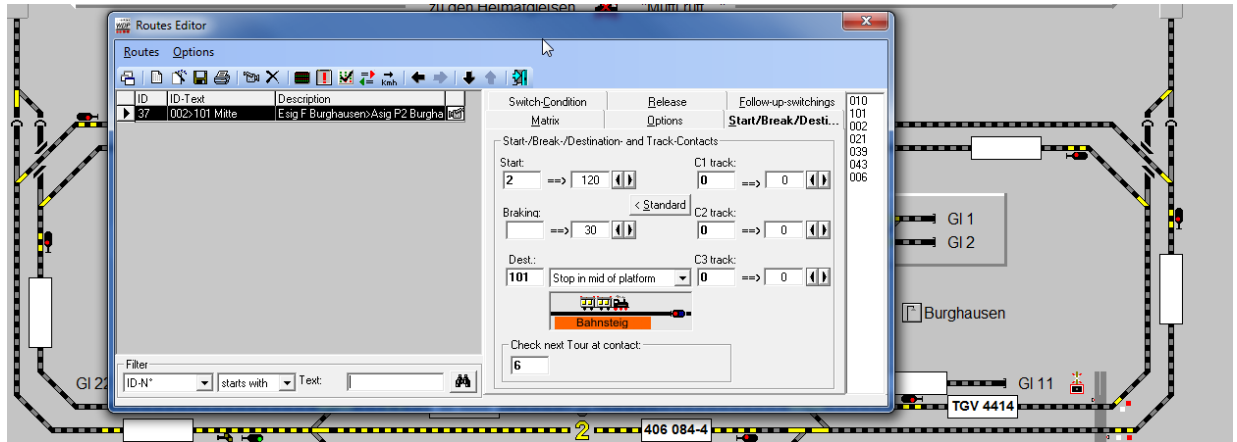 zu den Heimatgleisen "Mutti ruft
Routes Editor
Routes Options
Kmh
ID ID-Text Description
37 002>101 Mitte Esig F Burghausen>Asig P2 Burgha
Switch-Condition Release Follow-up-switchings
Matrix Options Start/Break-/Desti...
Start-/Break-/Destination- and Track-Contacts
Start: C1 track:
2 ==> 120 0 ==> 0
< Standard
Braking: C2 track:
==> 30 0 ==> 0
Dest.: C3 track:
101 Stop in mid of platform 0 ==> 0
Bahnsteig
Check next Tour at contact:
6
010
101
002
021
039
043
006
Filter
ID-N° starts with Text:
Gl 1
Gl 2
Burghausen
Gl 22
Gl 11
TGV 4414
2 406 084-4